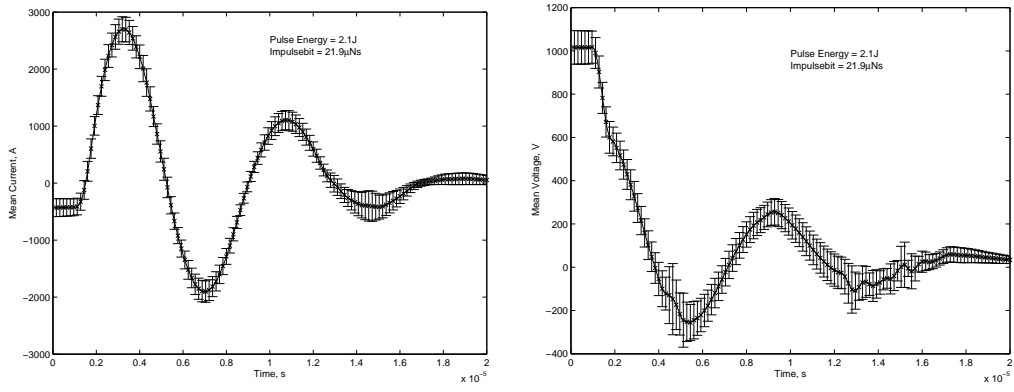 3000
2000
1000
0
−1000
−2000
−3000
Mean Current, A
Pulse Energy = 2.1J
Impulsebit = 21.9μNs
0 0.2 0.4 0.6 0.8 1 1.2 1.4 1.6 1.8 2
Time, s
x 10⁻⁵
1200
1000
800
600
400
200
0
−200
−400
Mean Voltage, V
Pulse Energy = 2.1J
Impulsebit = 21.9μNs
0 0.2 0.4 0.6 0.8 1 1.2 1.4 1.6 1.8 2
Time, s
x 10⁻⁵